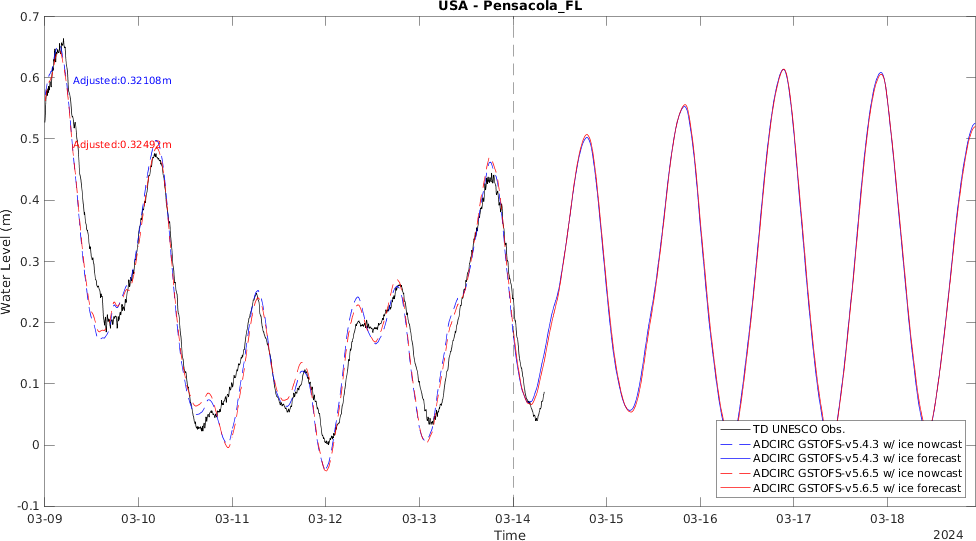 USA - Pensacola_FL
0.7
0.6
0.5
0.4
0.3
0.2
0.1
0
-0.1
Water Level (m)
Adjusted:0.32108m
Adjusted:0.32492m
TD UNESCO Obs.
ADCIRC GSTOFS-v5.4.3 w/ ice nowcast
ADCIRC GSTOFS-v5.4.3 w/ ice forecast
ADCIRC GSTOFS-v5.6.5 w/ ice nowcast
ADCIRC GSTOFS-v5.6.5 w/ ice forecast
03-09 03-10 03-11 03-12 03-13 03-14 03-15 03-16 03-17 03-18
Time
2024